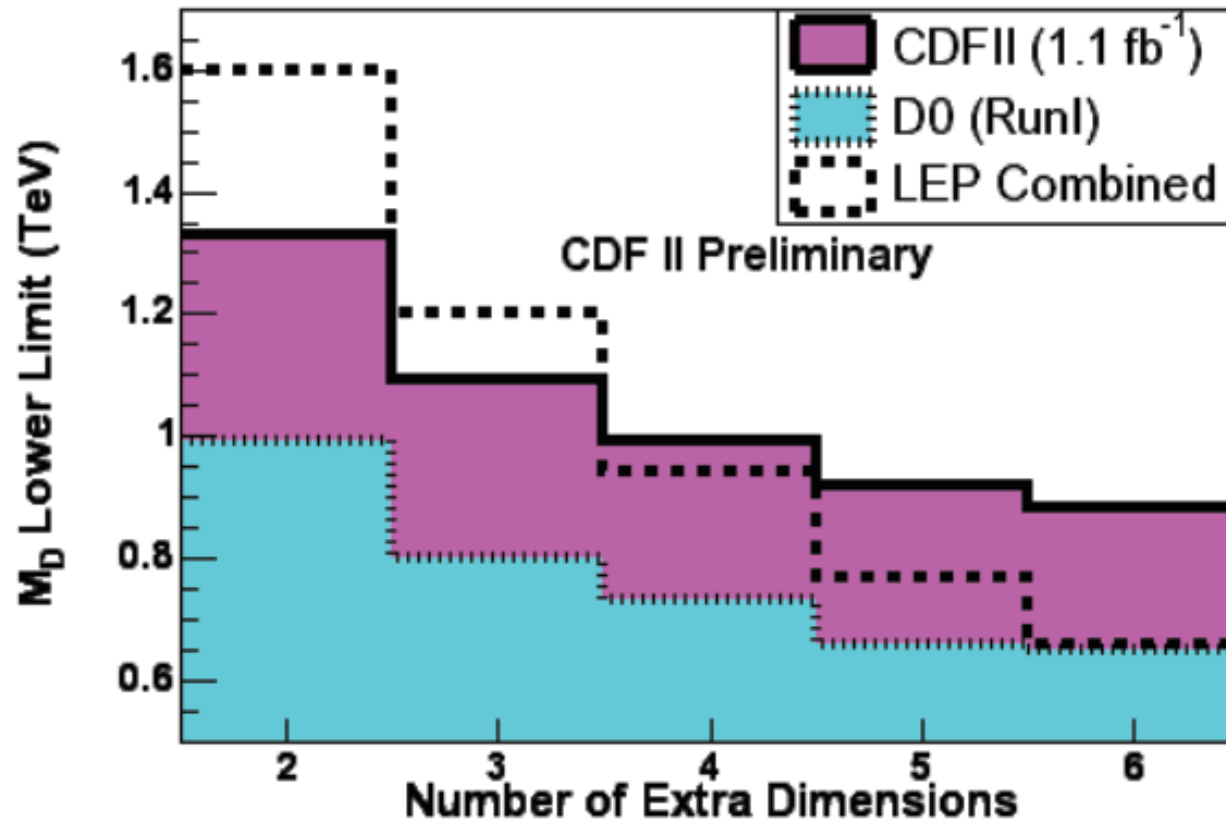 CDFII (1.1 fb-1)
D0 (RunI)
LEP Combined
CDF II Preliminary
MD Lower Limit (TeV)
1.6
1.4
1.2
1
0.8
0.6
2 3 4 5 6
Number of Extra Dimensions